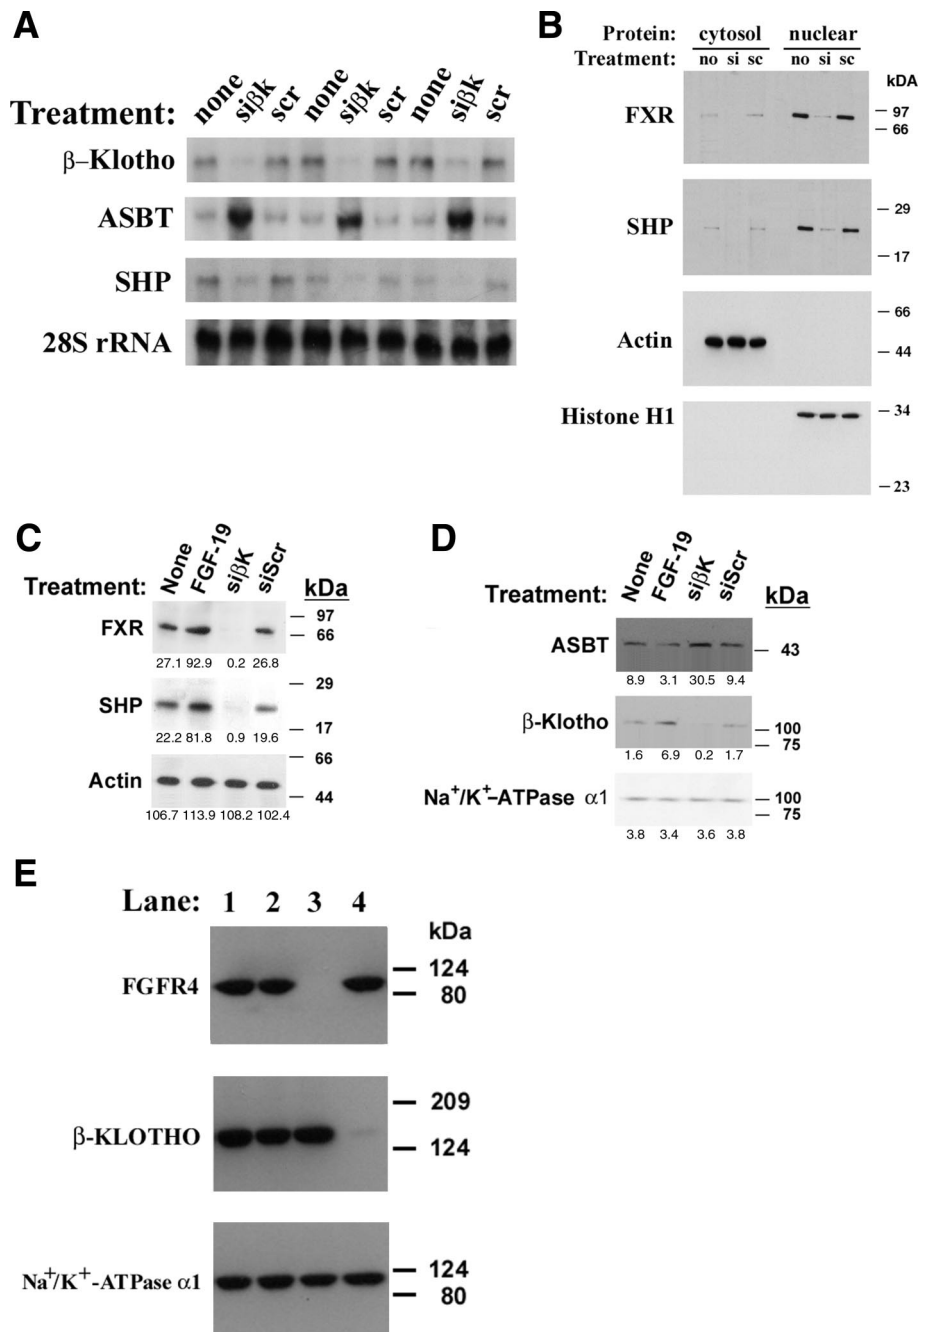 A
Treatment: none siβk scr none siβk scr none siβk scr
β–Klotho
ASBT
SHP
28S rRNA
B
Protein: cytosol nuclear
Treatment: no si sc no si sc
kDA
FXR
97
66
SHP
29
17
Actin
66
44
Histone H1
34
23
C
Treatment: None FGF-19 siβK siScr kDa
FXR
97
66
27.1 92.9 0.2 26.8
SHP
29
17
22.2 81.8 0.9 19.6
Actin
66
44
106.7 113.9 108.2 102.4
D
Treatment: None FGF-19 siβK siScr kDa
ASBT
43
8.9 3.1 30.5 9.4
β-Klotho
100
75
1.6 6.9 0.2 1.7
Na+/K+-ATPase α1
100
75
3.8 3.4 3.6 3.8
E
Lane: 1 2 3 4
kDa
FGFR4
124
80
β-KLOTHO
209
124
Na+/K+-ATPase α1
124
80